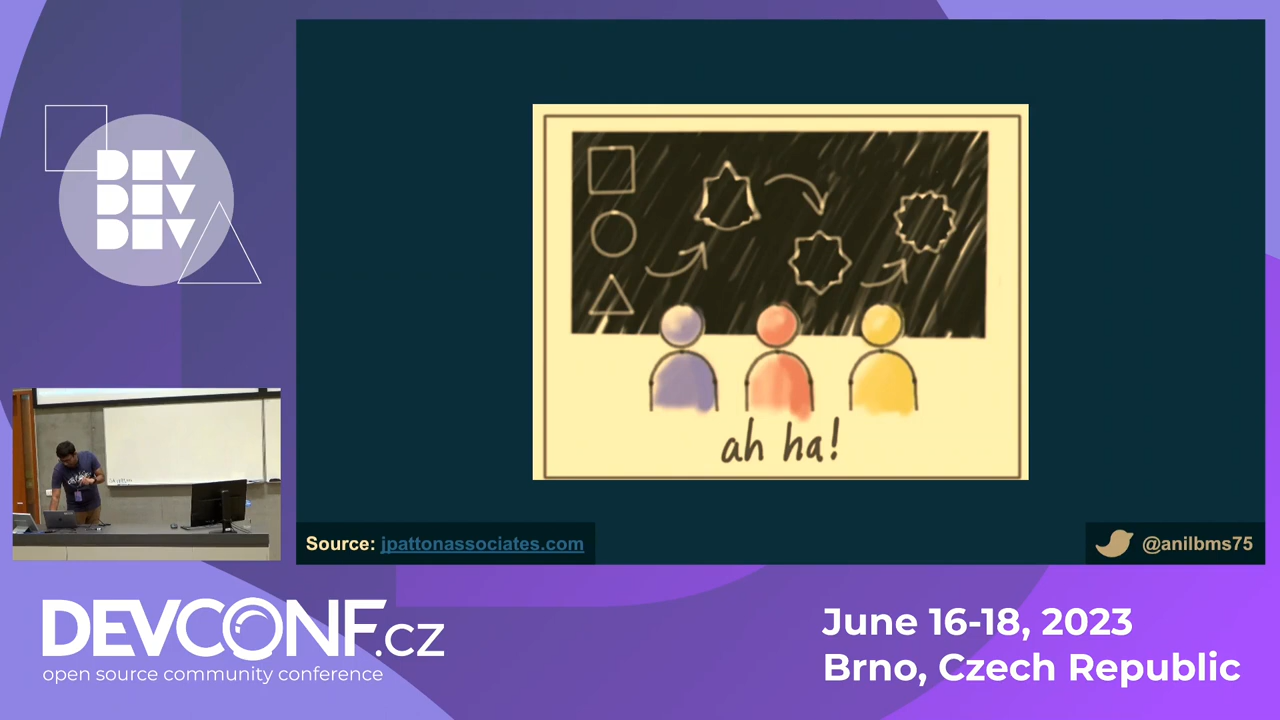 DEV
DEV
DEV
ah ha!
Source: jpattonassociates.com
@anilbms75
DEVCONF.cz
open source community conference
June 16-18, 2023
Brno, Czech Republic